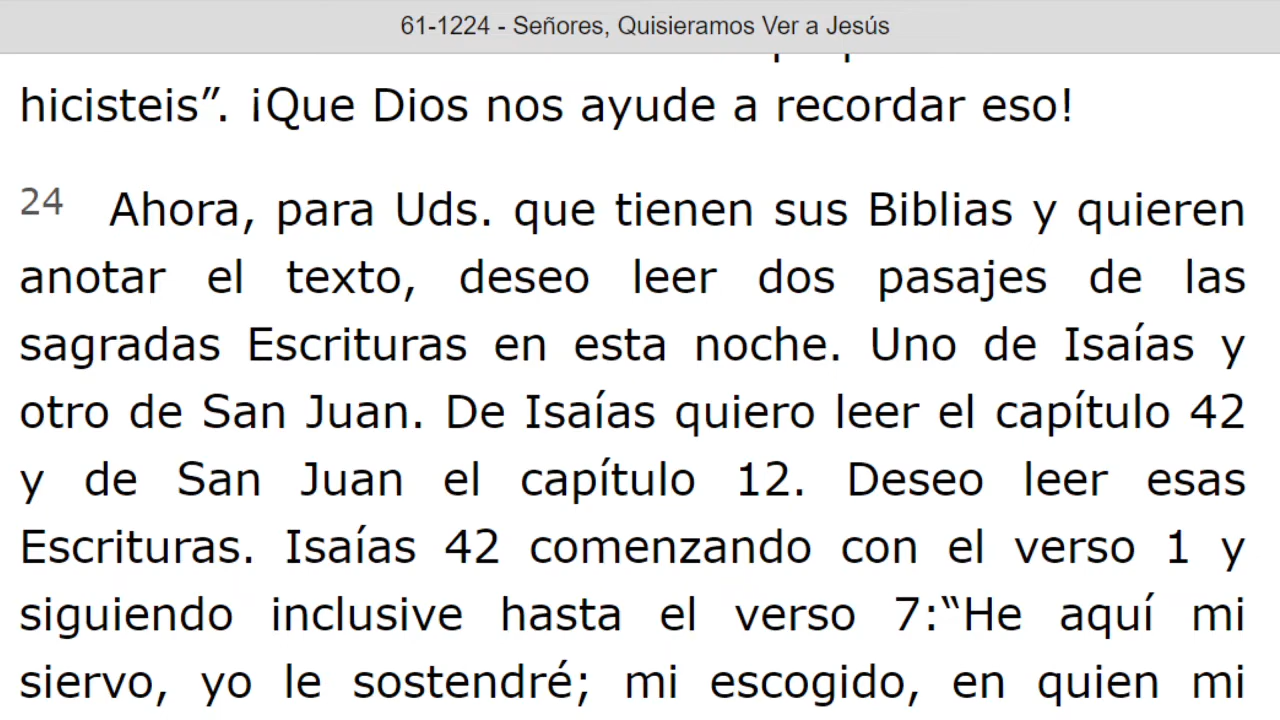 61-1224 - Señores, Quisieramos Ver a Jesús
hicisteis”. ¡Que Dios nos ayude a recordar eso!
24 Ahora, para Uds. que tienen sus Biblias y quieren
anotar el texto, deseo leer dos pasajes de las
sagradas Escrituras en esta noche. Uno de Isaías y
otro de San Juan. De Isaías quiero leer el capítulo 42
y de San Juan el capítulo 12. Deseo leer esas
Escrituras. Isaías 42 comenzando con el verso 1 y
siguiendo inclusive hasta el verso 7:“He aquí mi
siervo, yo le sostendré; mi escogido, en quien mi